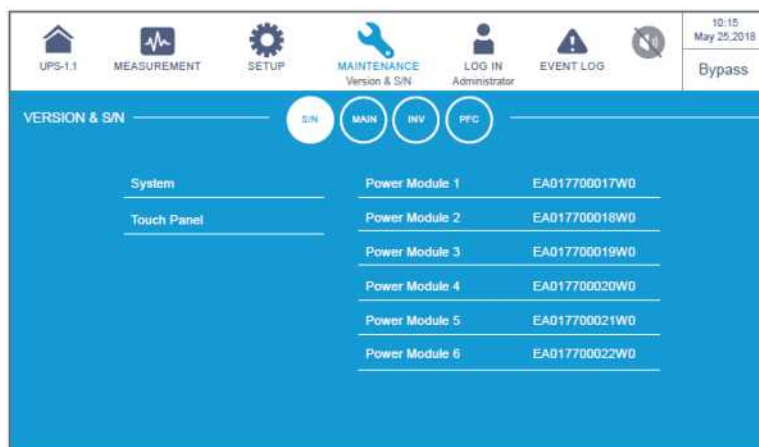 10:15
May 25,2018
UPS-1.1
MEASUREMENT
SETUP
MAINTENANCE
Version & S/N
LOG IN
Administrator
EVENT LOG
Bypass
VERSION & S/N
S/N
MAIN
INV
PFC
System
Touch Panel
Power Module 1 EA017700017W0
Power Module 2 EA017700018W0
Power Module 3 EA017700019W0
Power Module 4 EA017700020W0
Power Module 5 EA017700021W0
Power Module 6 EA017700022W0